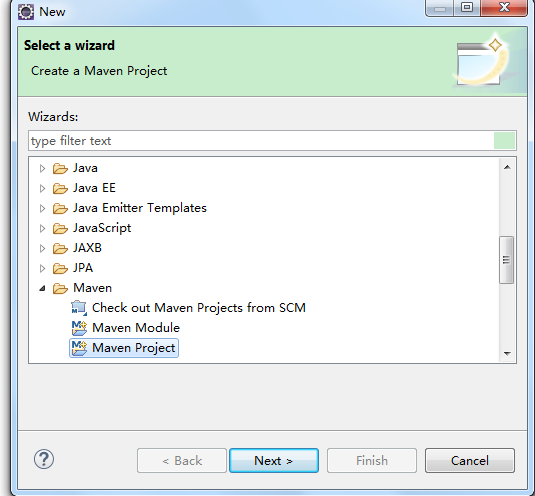 New
Select a wizard
Create a Maven Project
Wizards:
type filter text
Java
Java EE
Java Emitter Templates
JavaScript
JAXB
JPA
Maven
Check out Maven Projects from SCM
Maven Module
Maven Project
< Back
Next >
Finish
Cancel